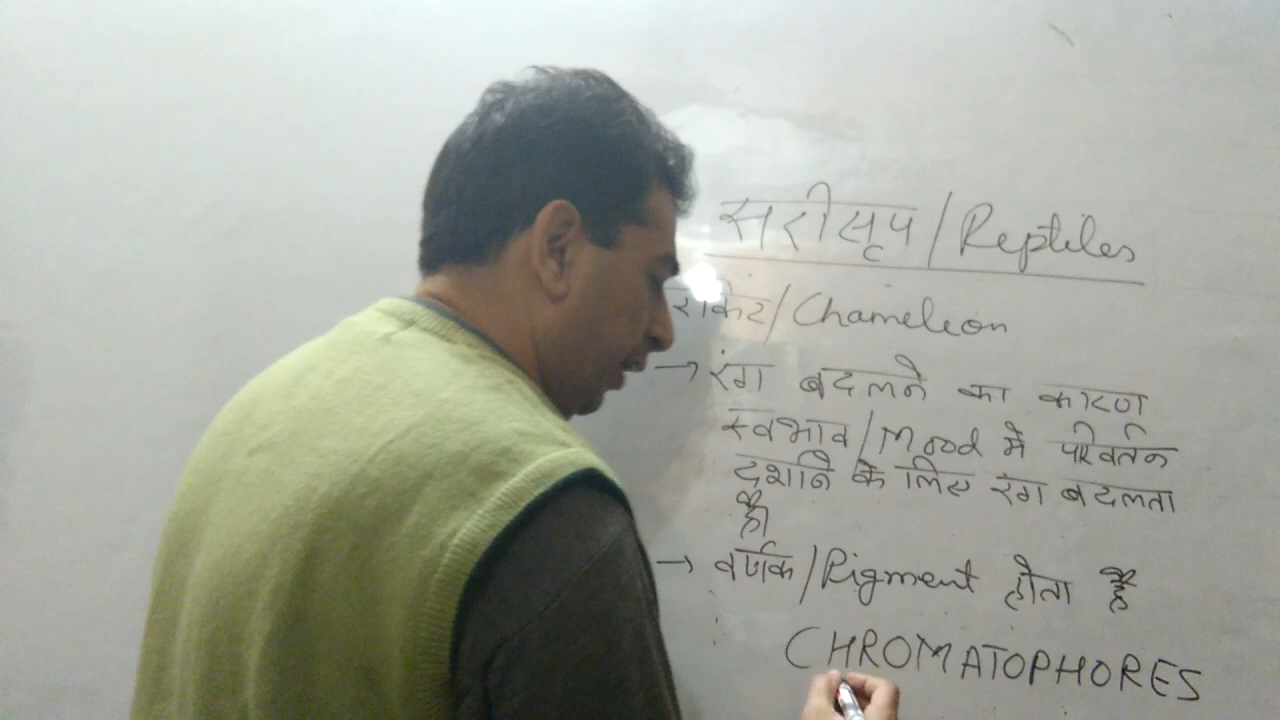 सरीसृप/Reptiles
/Chameleon
→ रंग बदलने का कारण
स्वभाव/Mood मे परिवर्तन
दर्शाने के लिए रंग बदलता
है।
→ वर्णक/Pigment होता है
CHROMATOPHORES